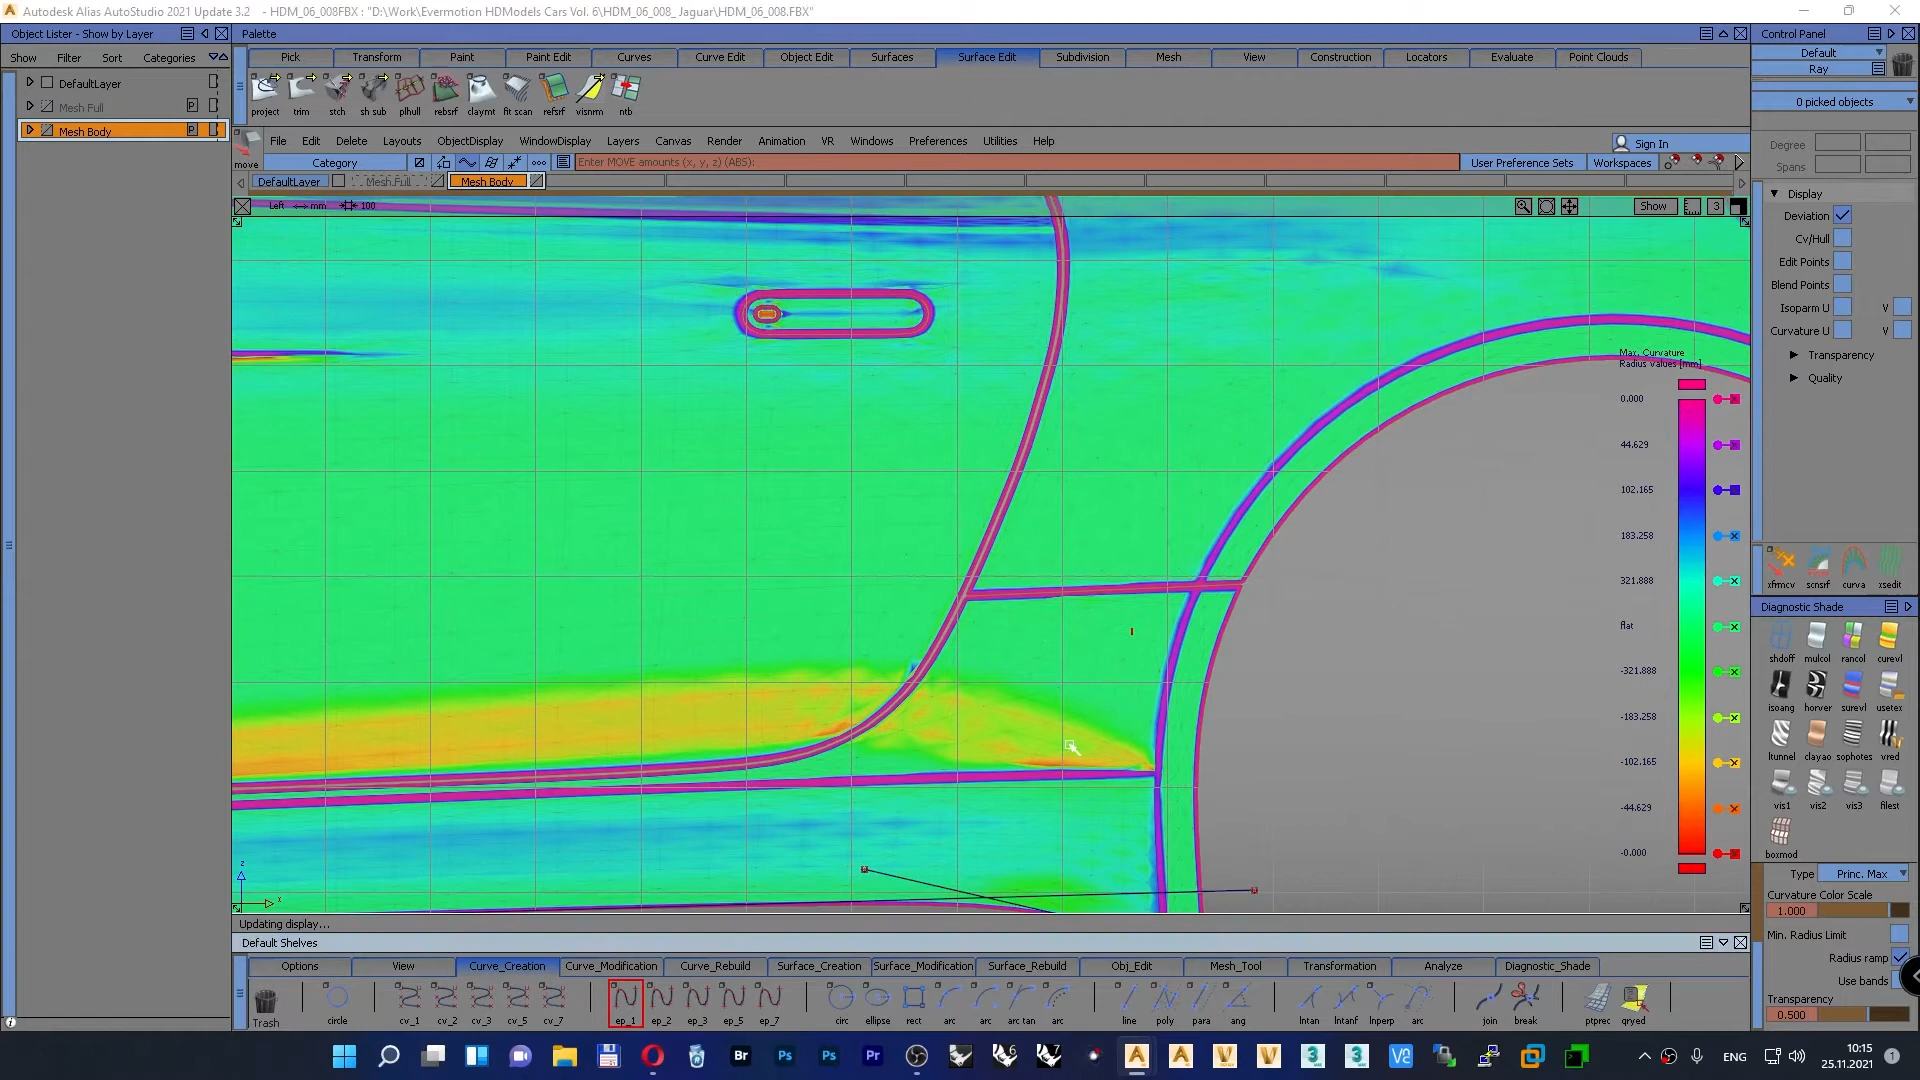 Autodesk Alias AutoStudio 2021 Update 3.2 - HDM_06_008FBX : "D:\Work\Evermotion HDModels Cars Vol. 6\HDM_06_008_ Jaguar\HDM_06_008.FBX"
Object Lister - Show by Layer
Palette
Control Panel
Show Filter Sort Categories
Pick Transform Paint Paint Edit Curves Curve Edit Object Edit Surfaces Surface Edit Subdivision Mesh View Construction Locators Evaluate Point Clouds
Default
Ray
DefaultLayer
Mesh Full P
Mesh Body P
project trim stch sh sub plhull rebsrf claymt fit scan refsrf visnrm ntb
0 picked objects
File Edit Delete Layouts ObjectDisplay WindowDisplay Layers Canvas Render Animation VR Windows Preferences Utilities Help
Sign In
Degree
Spans
move
Category
Enter MOVE amounts (x, y, z) (ABS):
User Preference Sets
Workspaces
DefaultLayer Mesh Full Mesh Body
Left <-> mm 100
Show 3
Display
Deviation
Cv/Hull
Edit Points
Blend Points
Isoparm U V
Curvature U V
Transparency
Quality
Max. Curvature
Radius Values [mm]
0.000
44.629
102.165
183.258
321.888
flat
-321.888
-183.258
-102.165
-44.629
-0.000
xfrmcv scnsrf curva xsedit
Diagnostic Shade
shdoff mulcol rancol curevl
isoang horver surevl usetex
ltunnel clayao sophotes vred
vis1 vis2 vis3 filest
boxmod
Type Princ. Max
Curvature Color Scale
1.000
Min. Radius Limit
Radius ramp
Use bands
Transparency
0.500
z
x
Updating display...
Default Shelves
Options View Curve_Creation Curve_Modification Curve_Rebuild Surface_Creation Surface_Modification Surface_Rebuild Obj_Edit Mesh_Tool Transformation Analyze Diagnostic_Shade
Trash circle cv_1 cv_2 cv_3 cv_5 cv_7 ep_1 ep_2 ep_3 ep_5 ep_7 circ ellipse rect arc arc arc tan arc line poly para ang lntan lntanf lnperp arc join break ptprec qryed
Br Ps Ps Pr 6 7 A A V V 3 3
ENG
10:15
25.11.2021
1